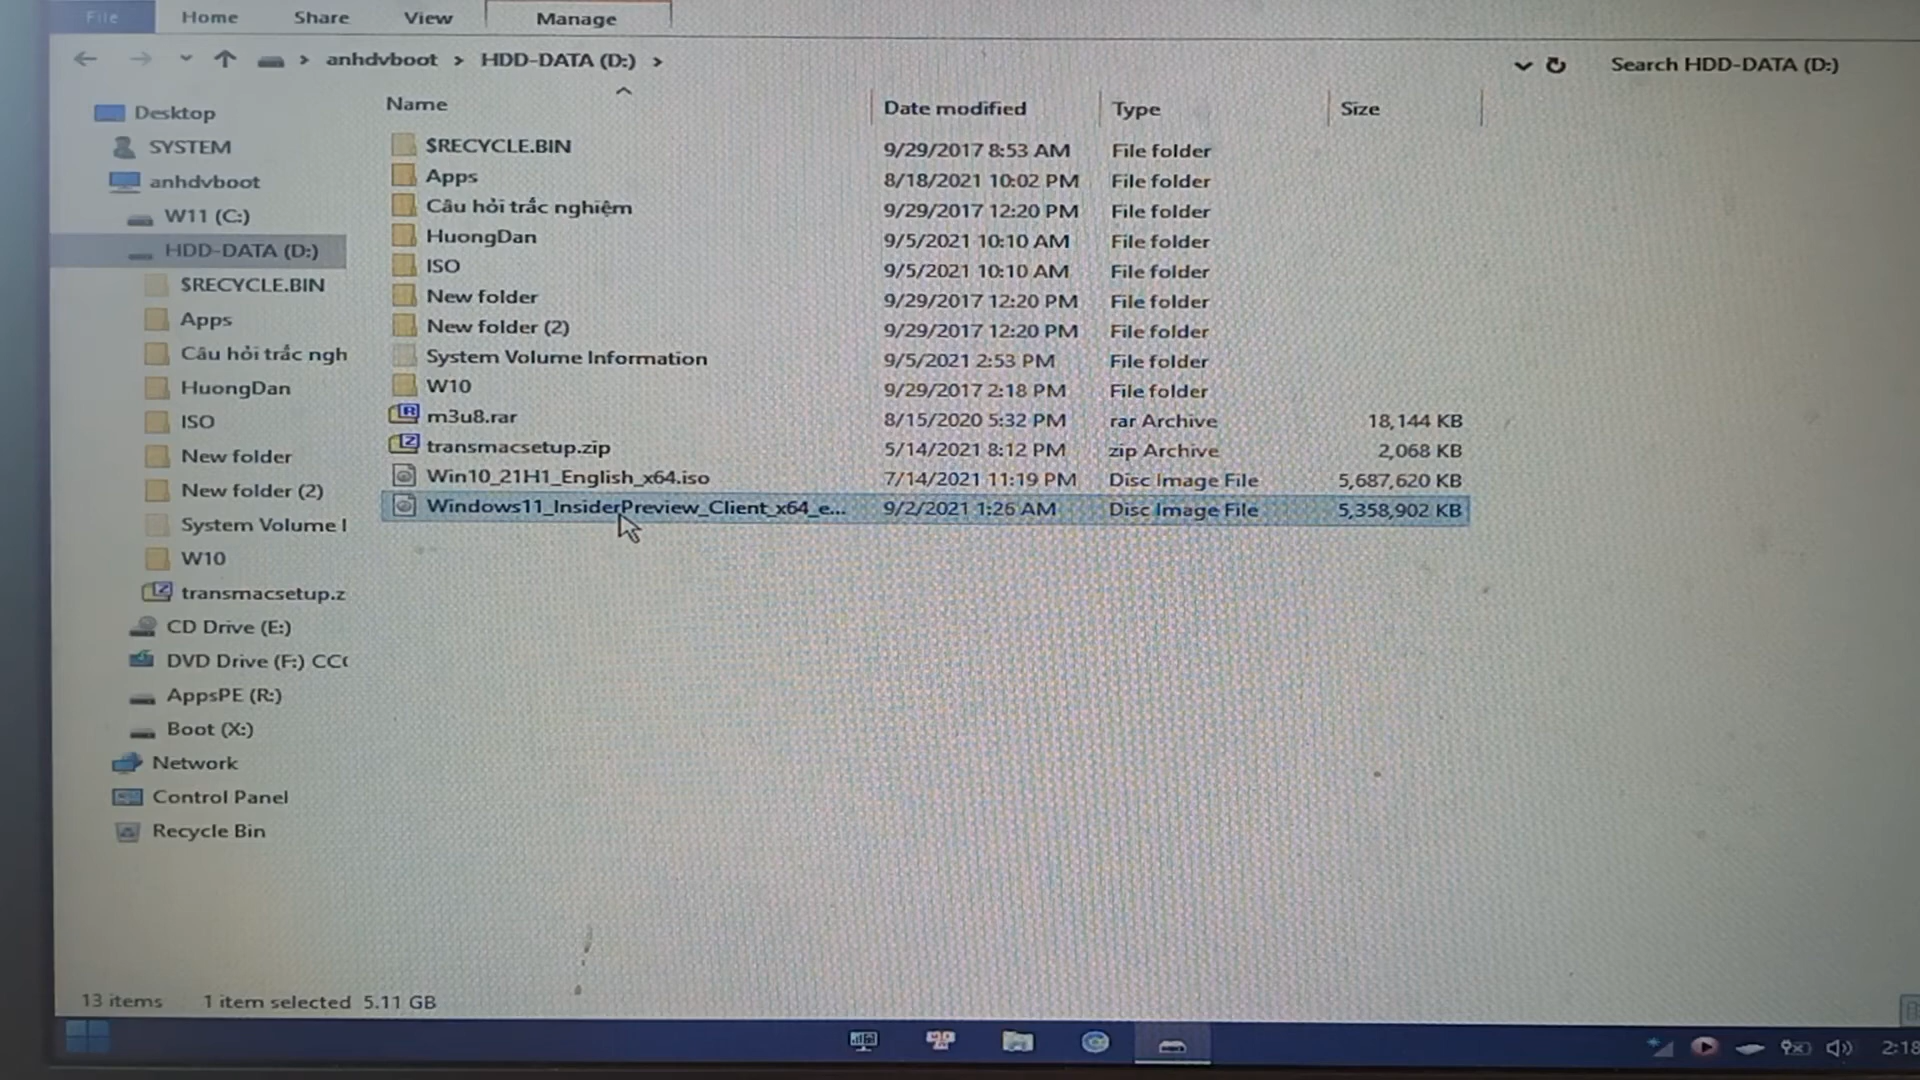 File Home Share View Manage
anhdvboot > HDD-DATA (D:) >
Search HDD-DATA (D:)
Desktop
SYSTEM
anhdvboot
W11 (C:)
HDD-DATA (D:)
$RECYCLE.BIN
Apps
Câu hỏi trắc ngh
HuongDan
ISO
New folder
New folder (2)
System Volume I
W10
transmacsetup.z
CD Drive (E:)
DVD Drive (F:) CC
AppsPE (R:)
Boot (X:)
Network
Control Panel
Recycle Bin
Name Date modified Type Size
$RECYCLE.BIN 9/29/2017 8:53 AM File folder
Apps 8/18/2021 10:02 PM File folder
Câu hỏi trắc nghiệm 9/29/2017 12:20 PM File folder
HuongDan 9/5/2021 10:10 AM File folder
ISO 9/5/2021 10:10 AM File folder
New folder 9/29/2017 12:20 PM File folder
New folder (2) 9/29/2017 12:20 PM File folder
System Volume Information 9/5/2021 2:53 PM File folder
W10 9/29/2017 2:18 PM File folder
m3u8.rar 8/15/2020 5:32 PM rar Archive 18,144 KB
transmacsetup.zip 5/14/2021 8:12 PM zip Archive 2,068 KB
Win10_21H1_English_x64.iso 7/14/2021 11:19 PM Disc Image File 5,687,620 KB
Windows11_InsiderPreview_Client_x64_e... 9/2/2021 1:26 AM Disc Image File 5,358,902 KB
13 items 1 item selected 5.11 GB
2:18